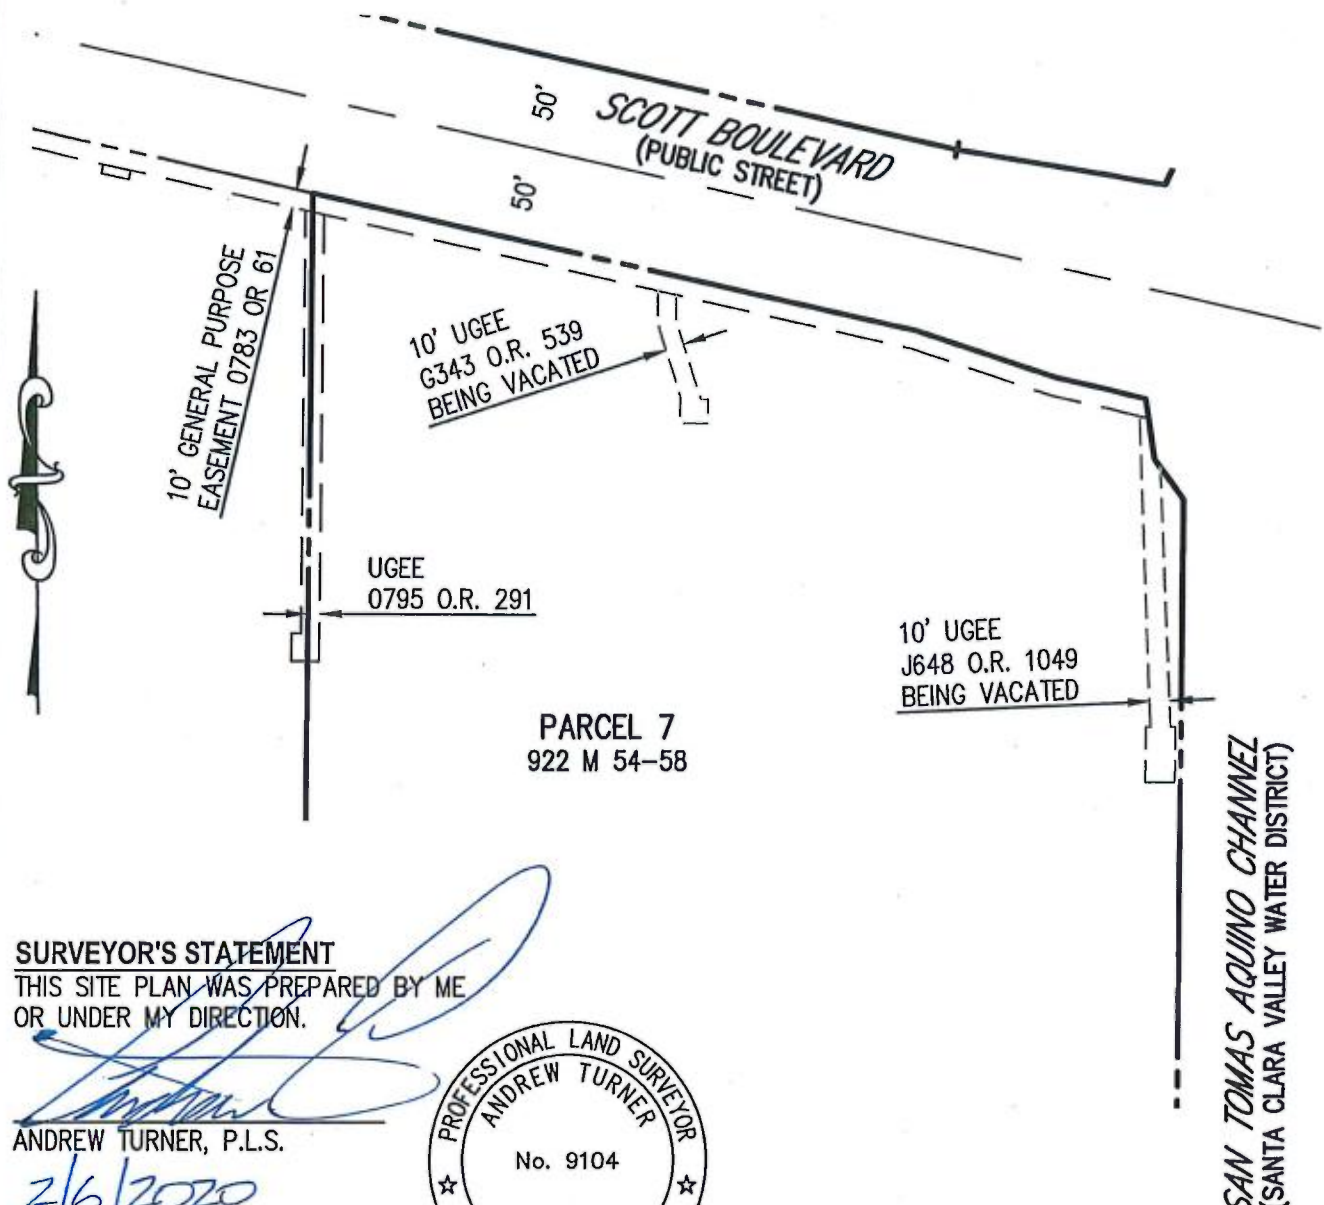 50'
SCOTT BOULEVARD
(PUBLIC STREET)
50'
10' GENERAL PURPOSE
EASEMENT 0783 OR 61
10' UGEE
G343 O.R. 539
BEING VACATED
UGEE
0795 O.R. 291
10' UGEE
J648 O.R. 1049
BEING VACATED
PARCEL 7
922 M 54-58
SAN TOMAS AQUINO CHANNEL
(SANTA CLARA VALLEY WATER DISTRICT)
SURVEYOR'S STATEMENT
THIS SITE PLAN WAS PREPARED BY ME
OR UNDER MY DIRECTION.
ANDREW TURNER, P.L.S.
2/6/2020
PROFESSIONAL LAND SURVEYOR
ANDREW TURNER
No. 9104